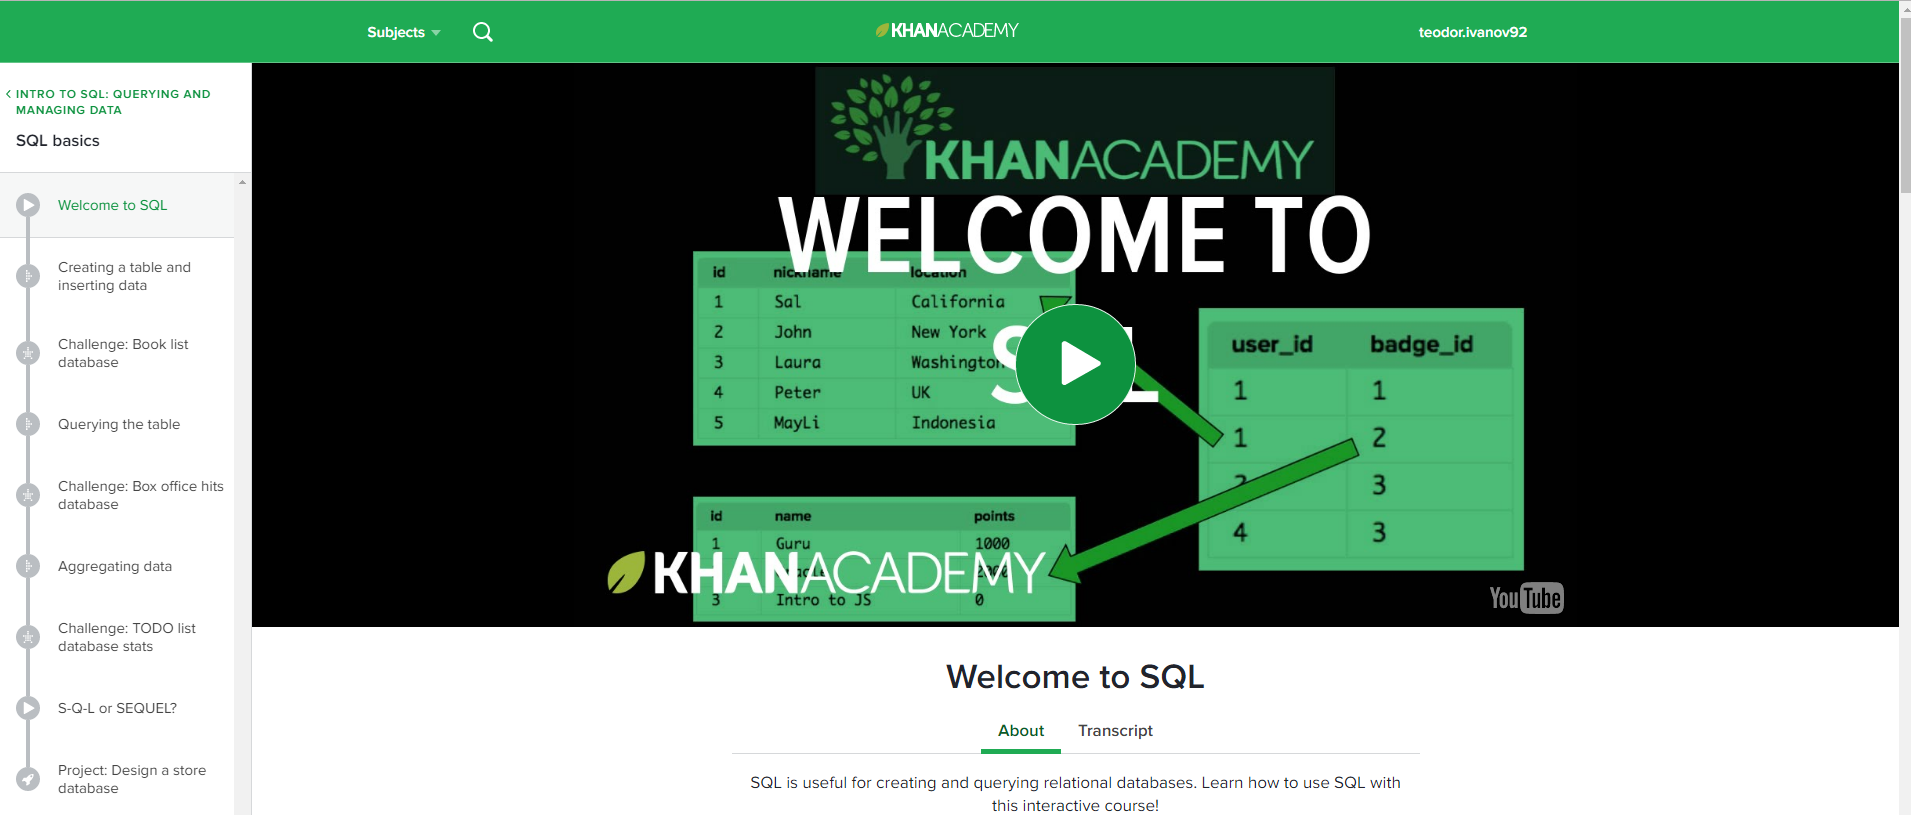 Subjects
KHANACADEMY
teodor.ivanov92
INTRO TO SQL: QUERYING AND
MANAGING DATA
SQL basics
Welcome to SQL
Creating a table and
inserting data
Challenge: Book list
database
Querying the table
Challenge: Box office hits
database
Aggregating data
Challenge: TODO list
database stats
S-Q-L or SEQUEL?
Project: Design a store
database
KHANACADEMY
WELCOME TO
id nickname location
1 Sal California
2 John New York
3 Laura Washington
4 Peter UK
5 MayLi Indonesia
user_id badge_id
1 1
1 2
2 3
4 3
id name points
1 Guru 1000
KHANACADEMY
3 Intro to JS 0
YouTube
Welcome to SQL
About Transcript
SQL is useful for creating and querying relational databases. Learn how to use SQL with
this interactive course!